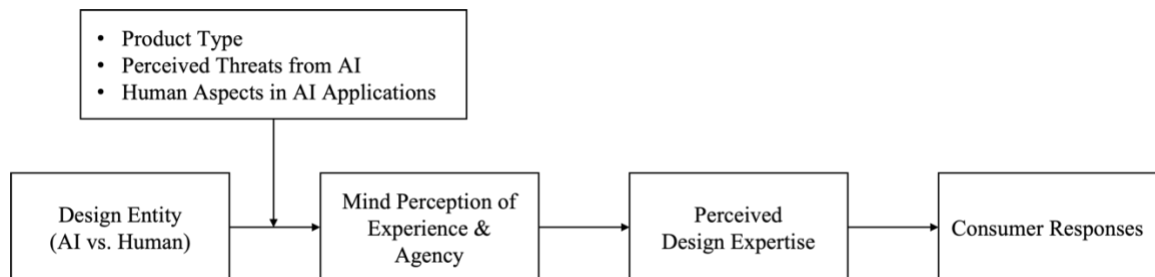 • Product Type
• Perceived Threats from AI
• Human Aspects in AI Applications
Design Entity
(AI vs. Human)
Mind Perception of
Experience &
Agency
Perceived
Design Expertise
Consumer Responses